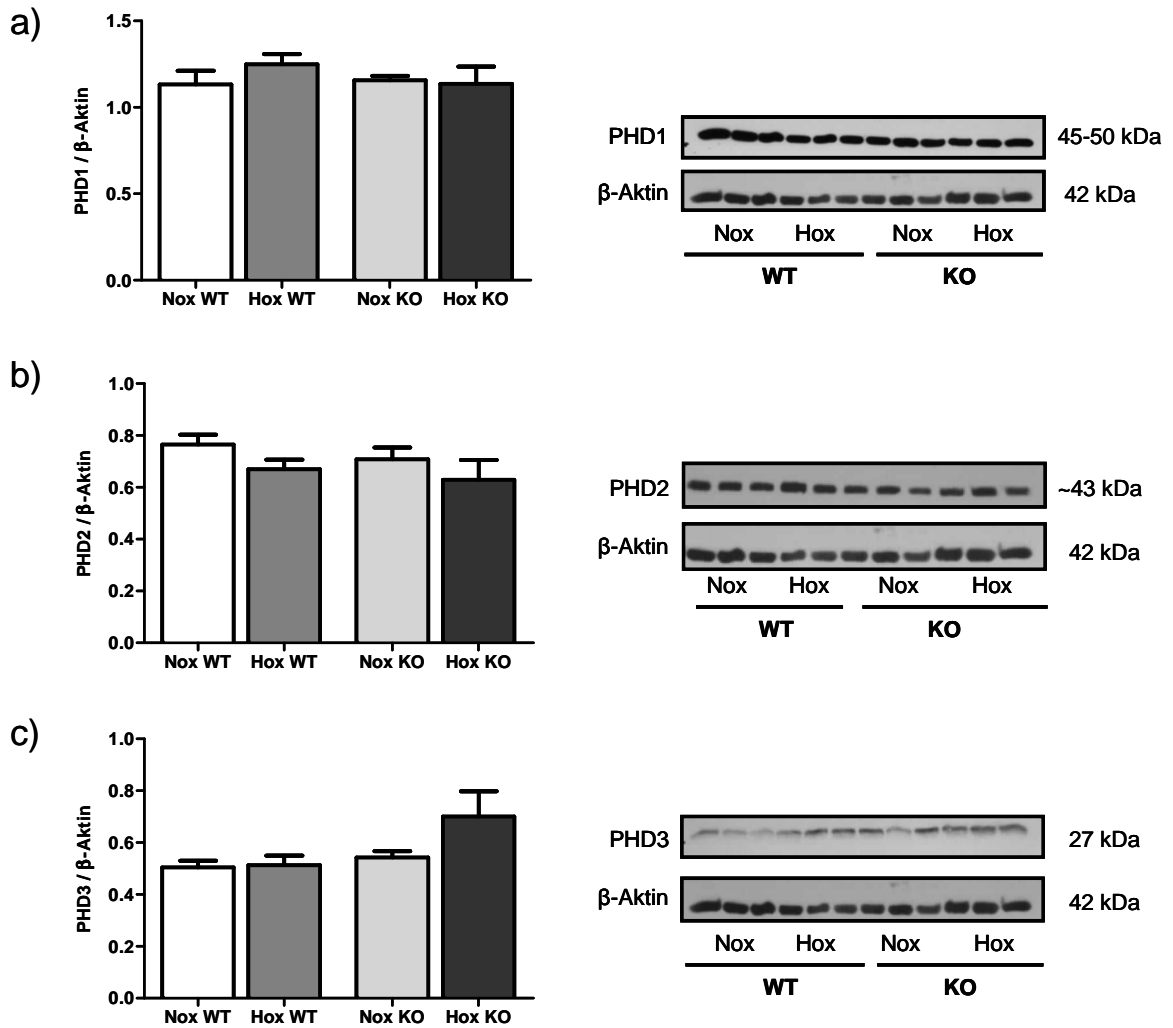 a)
PHD1 / β-Aktin
1.5
1.0
0.5
0.0
Nox WT Hox WT Nox KO Hox KO
PHD1 45-50 kDa
β-Aktin 42 kDa
Nox Hox Nox Hox
WT KO
b)
PHD2 / β-Aktin
1.0
0.8
0.6
0.4
0.2
0.0
Nox WT Hox WT Nox KO Hox KO
PHD2 ~43 kDa
β-Aktin 42 kDa
Nox Hox Nox Hox
WT KO
c)
PHD3 / β-Aktin
1.0
0.8
0.6
0.4
0.2
0.0
Nox WT Hox WT Nox KO Hox KO
PHD3 27 kDa
β-Aktin 42 kDa
Nox Hox Nox Hox
WT KO